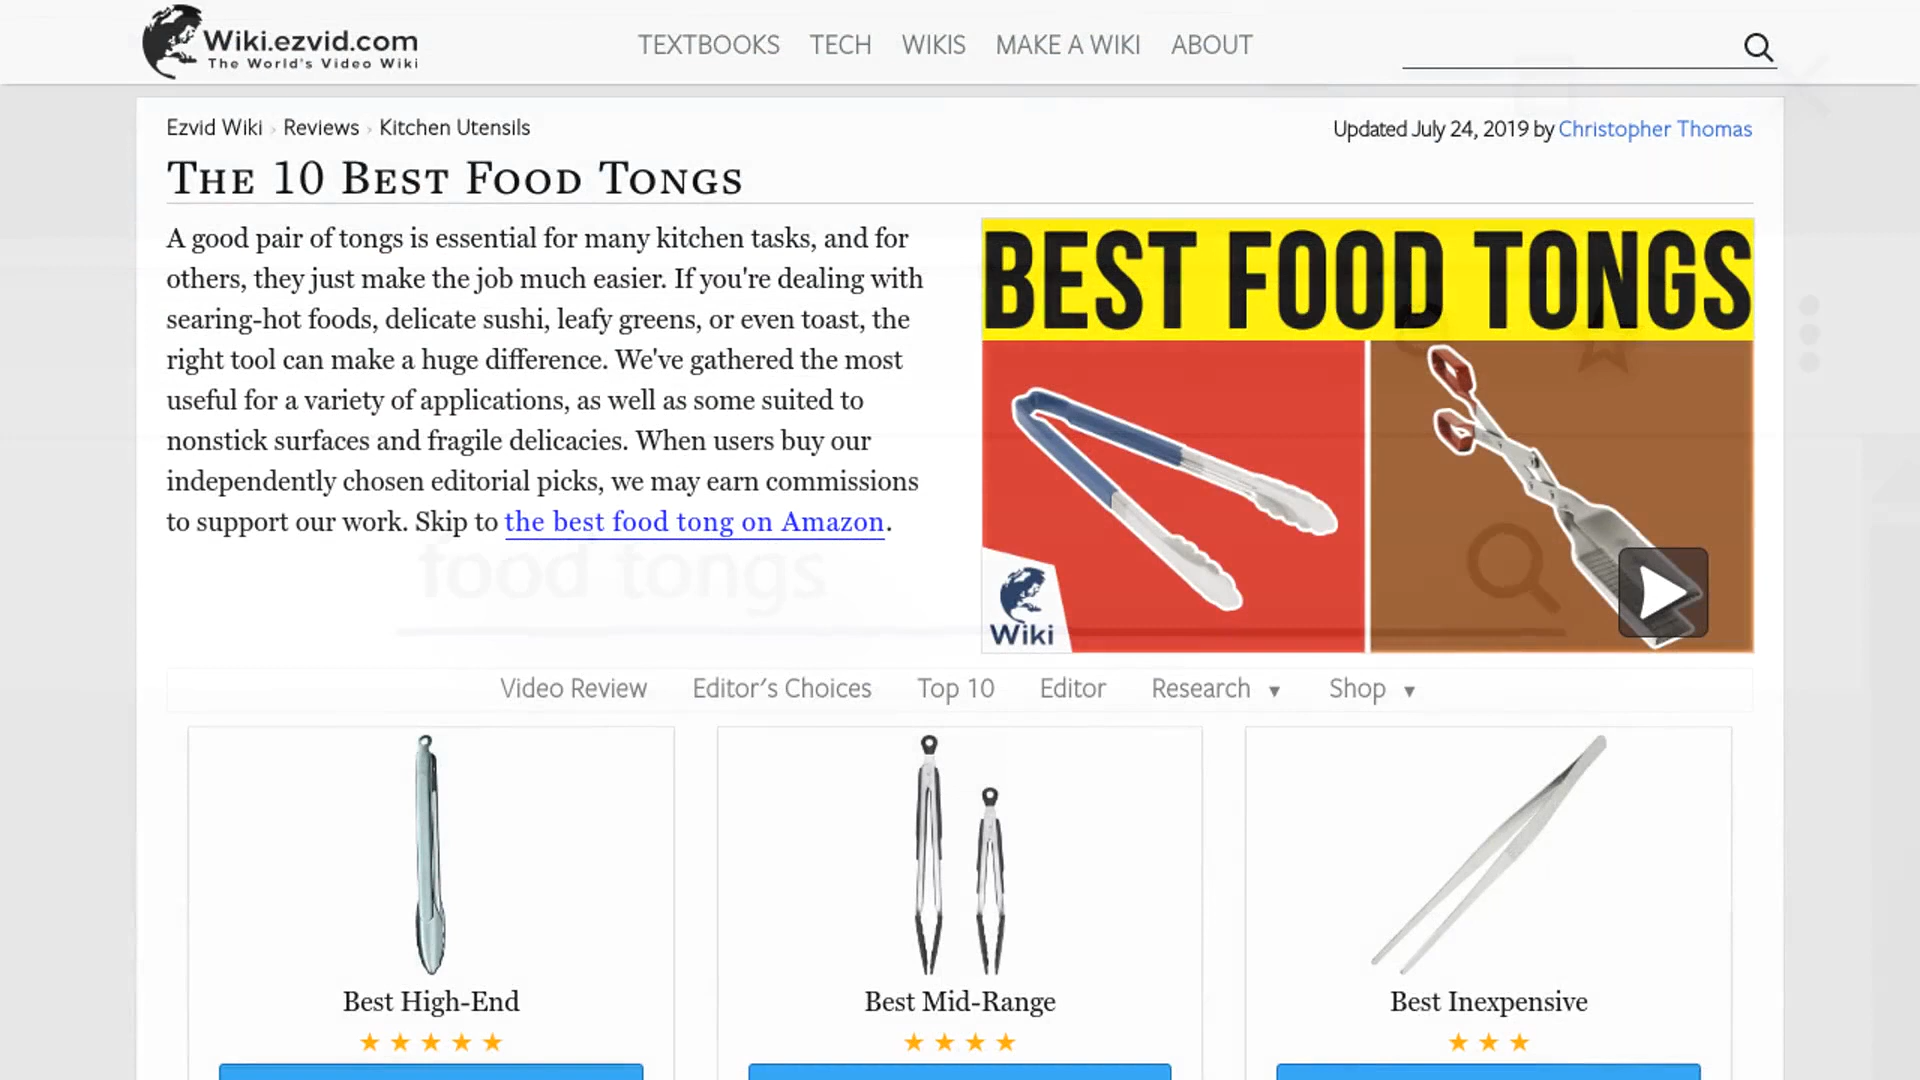 Wiki.ezvid.com
The World's Video Wiki
TEXTBOOKS TECH WIKIS MAKE A WIKI ABOUT
Ezvid Wiki › Reviews › Kitchen Utensils
Updated July 24, 2019 by Christopher Thomas
The 10 Best Food Tongs
A good pair of tongs is essential for many kitchen tasks, and for
others, they just make the job much easier. If you're dealing with
searing-hot foods, delicate sushi, leafy greens, or even toast, the
right tool can make a huge difference. We've gathered the most
useful for a variety of applications, as well as some suited to
nonstick surfaces and fragile delicacies. When users buy our
independently chosen editorial picks, we may earn commissions
to support our work. Skip to the best food tong on Amazon.
food tongs
BEST FOOD TONGS
Wiki
Video Review Editor's Choices Top 10 Editor Research ▼ Shop ▼
Best High-End
Best Mid-Range
Best Inexpensive